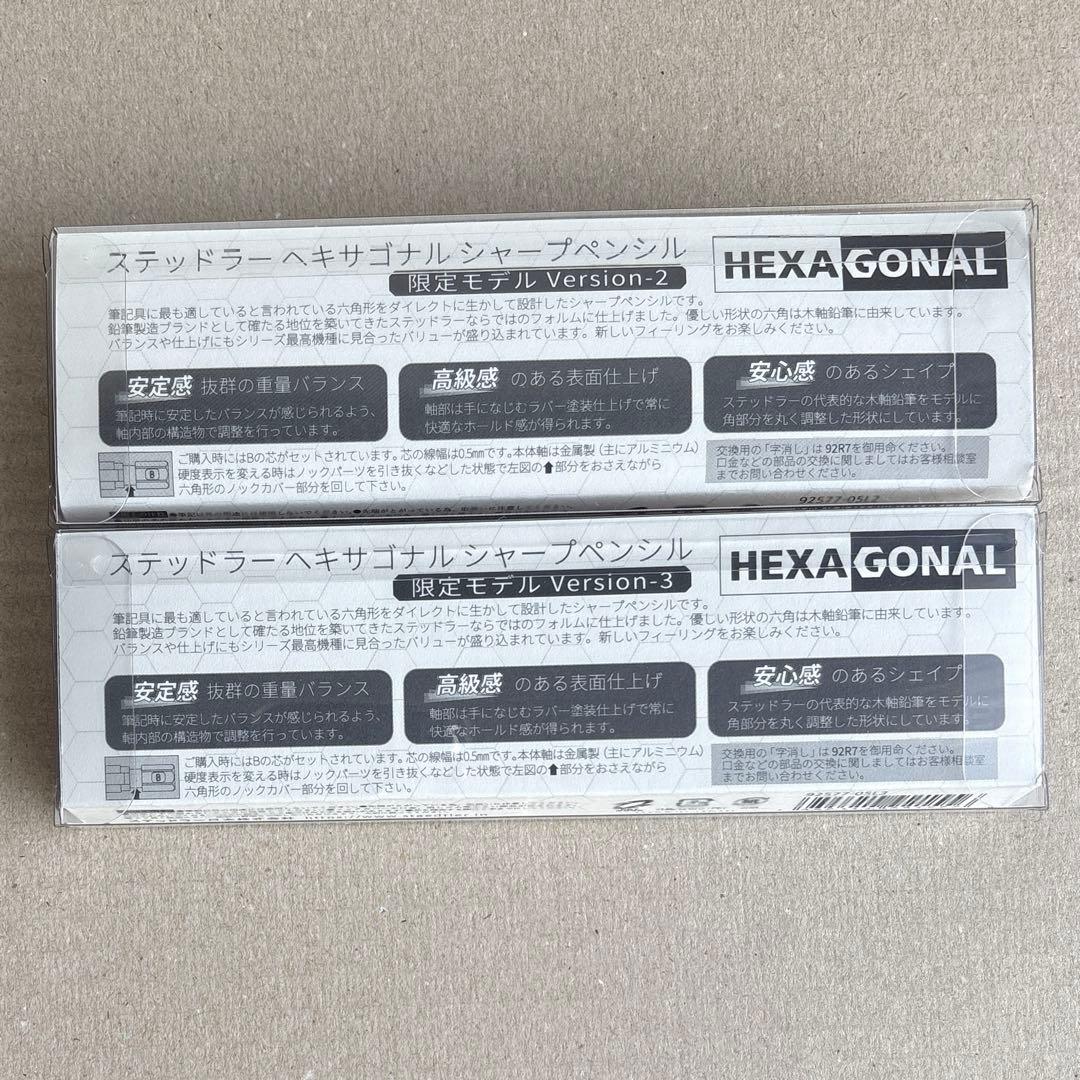 ステッドラー ヘキサゴナル シャープペンシル
限定モデル Version-2
HEXAGONAL
筆記具に最も適していると言われている六角形をダイレクトに生かして設計したシャープペンシルです。
鉛筆製造ブランドとして確たる地位を築いてきたステッドラーならではのフォルムに仕上げました。優しい形状の六角は木軸鉛筆に由来しています。
バランスや仕上げにもシリーズ最高機種に見合ったバリューが盛り込まれています。新しいフィーリングをお楽しみください。
安定感 抜群の重量バランス
筆記時に安定したバランスが感じられるよう、
軸内部の構造物で調整を行っています。
高級感 のある表面仕上げ
軸部は手になじむラバー塗装仕上げで常に
快適なホールド感が得られます。
安心感 のあるシェイプ
ステッドラーの代表的な木軸鉛筆をモデルに
角部分を丸く調整した形状にしています。
B
ご購入時にはBの芯がセットされています。芯の線幅は0.5mmです。本体軸は金属製（主にアルミニウム）
硬度表示を変える時はノックパーツを引き抜くなどした状態で左図の⬆部分をおさえながら
六角形のノックカバー部分を回して下さい。
交換用の「字消し」は 92R7を御用命ください。
口金などの部品の交換に関しましてはお客様相談室
までお問い合わせください。
92577-05L2
ステッドラー ヘキサゴナル シャープペンシル
限定モデル Version-3
HEXAGONAL
筆記具に最も適していると言われている六角形をダイレクトに生かして設計したシャープペンシルです。
鉛筆製造ブランドとして確たる地位を築いてきたステッドラーならではのフォルムに仕上げました。優しい形状の六角は木軸鉛筆に由来しています。
バランスや仕上げにもシリーズ最高機種に見合ったバリューが盛り込まれています。新しいフィーリングをお楽しみください。
安定感 抜群の重量バランス
筆記時に安定したバランスが感じられるよう、
軸内部の構造物で調整を行っています。
高級感 のある表面仕上げ
軸部は手になじむラバー塗装仕上げで常に
快適なホールド感が得られます。
安心感 のあるシェイプ
ステッドラーの代表的な木軸鉛筆をモデルに
角部分を丸く調整した形状にしています。
B
ご購入時にはBの芯がセットされています。芯の線幅は0.5mmです。本体軸は金属製（主にアルミニウム）
硬度表示を変える時はノックパーツを引き抜くなどした状態で左図の⬆部分をおさえながら
六角形のノックカバー部分を回して下さい。
交換用の「字消し」は 92R7を御用命ください。
口金などの部品の交換に関しましてはお客様相談室
までお問い合わせください。